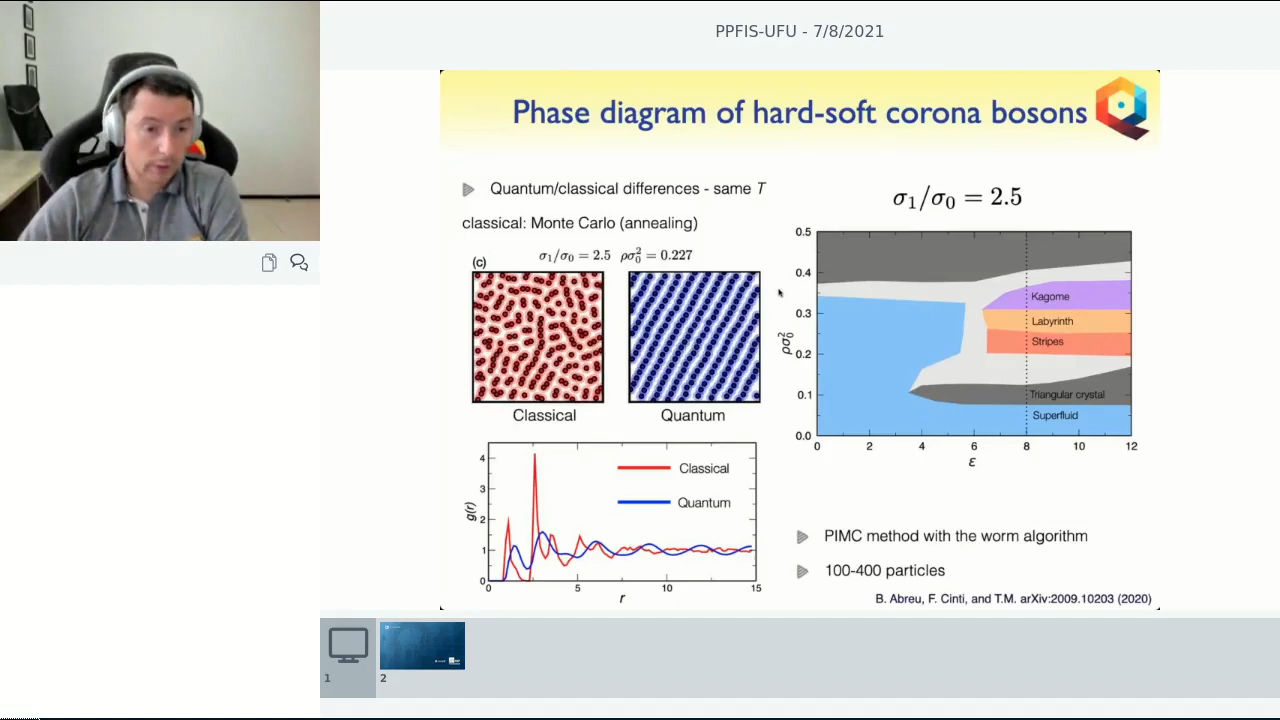 PPFIS-UFU - 7/8/2021
Phase diagram of hard-soft corona bosons
Quantum/classical differences - same T
classical: Monte Carlo (annealing)
(c)
σ₁/σ₀ = 2.5 ρσ₀² = 0.227
Classical
Quantum
4
3
2
1
0
g(r)
Classical
Quantum
0 5 10 15
r
σ₁/σ₀ = 2.5
0.5
0.4
0.3
0.2
0.1
0.0
ρσ₀²
Kagome
Labyrinth
Stripes
Triangular crystal
Superfluid
0 2 4 6 8 10 12
ε
PIMC method with the worm algorithm
100-400 particles
B. Abreu, F. Cinti, and T.M. arXiv:2009.10203 (2020)
1
2